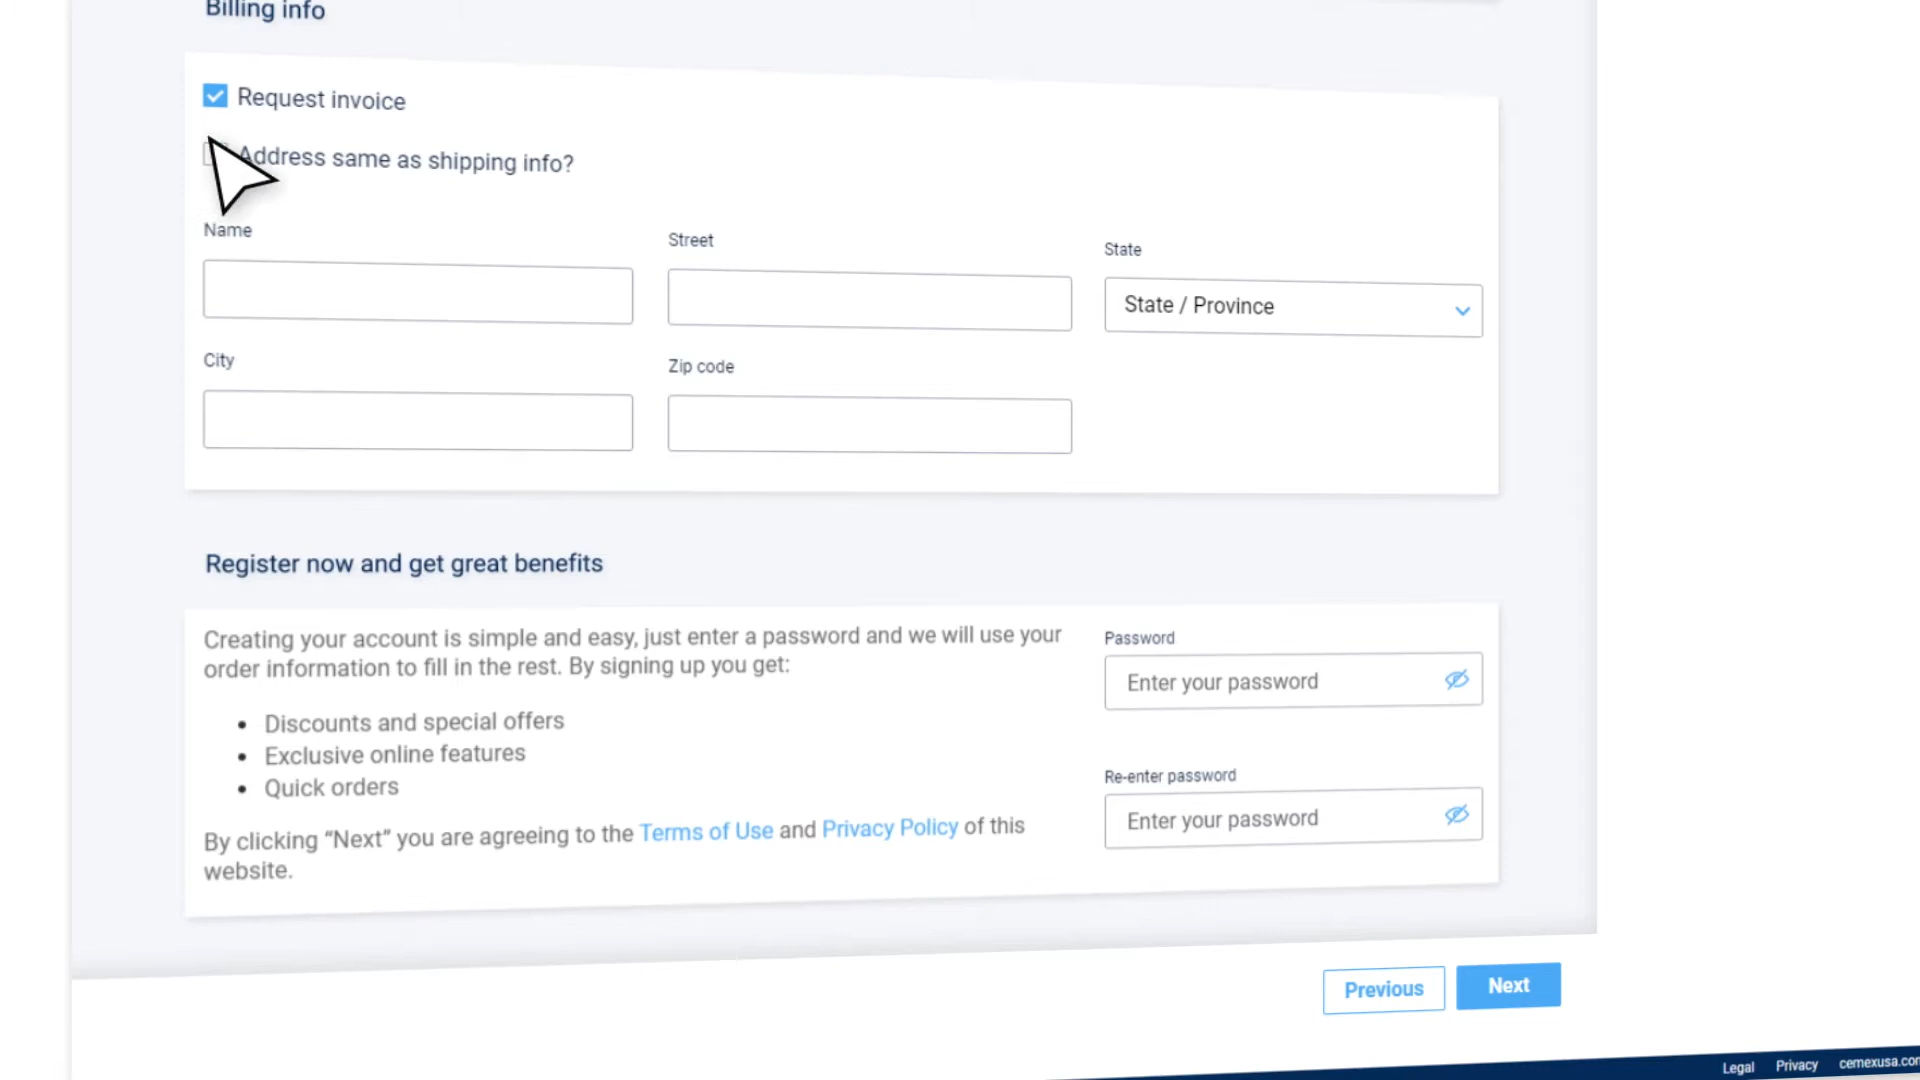 Billing info
Request invoice
Address same as shipping info?
Name
Street
State
State / Province
City
Zip code
Register now and get great benefits
Creating your account is simple and easy, just enter a password and we will use your
order information to fill in the rest. By signing up you get:
• Discounts and special offers
• Exclusive online features
• Quick orders
By clicking “Next” you are agreeing to the Terms of Use and Privacy Policy of this
website.
Password
Enter your password
Re-enter password
Enter your password
Previous
Next
Legal
Privacy
cemexusa.com